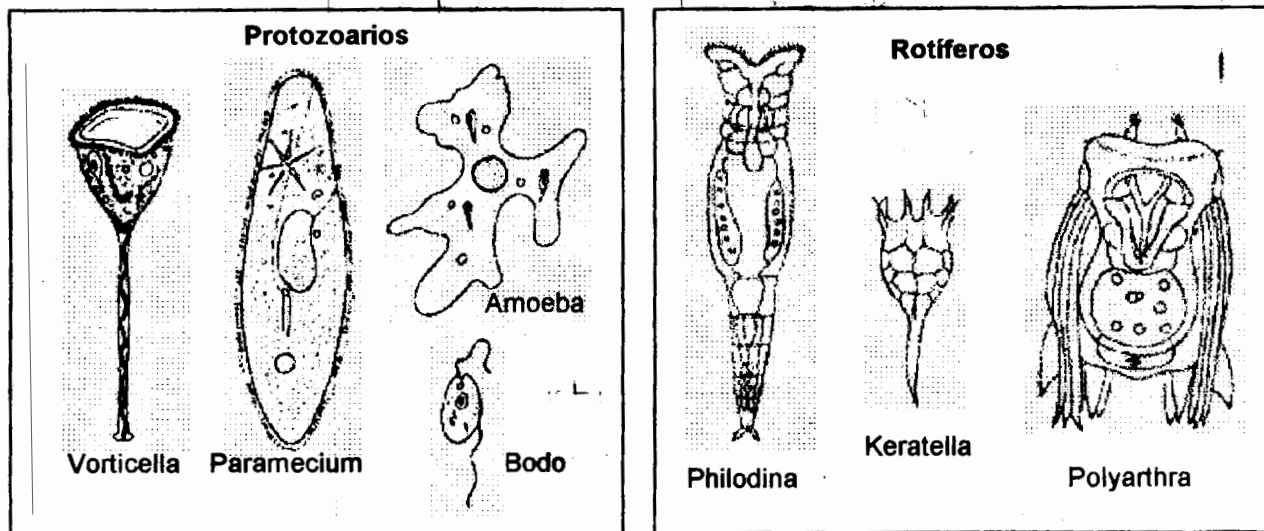 Protozoarios
Amoeba
Vorticella
Paramecium
Bodo
Rotíferos
Philodina
Keratella
Polyarthra